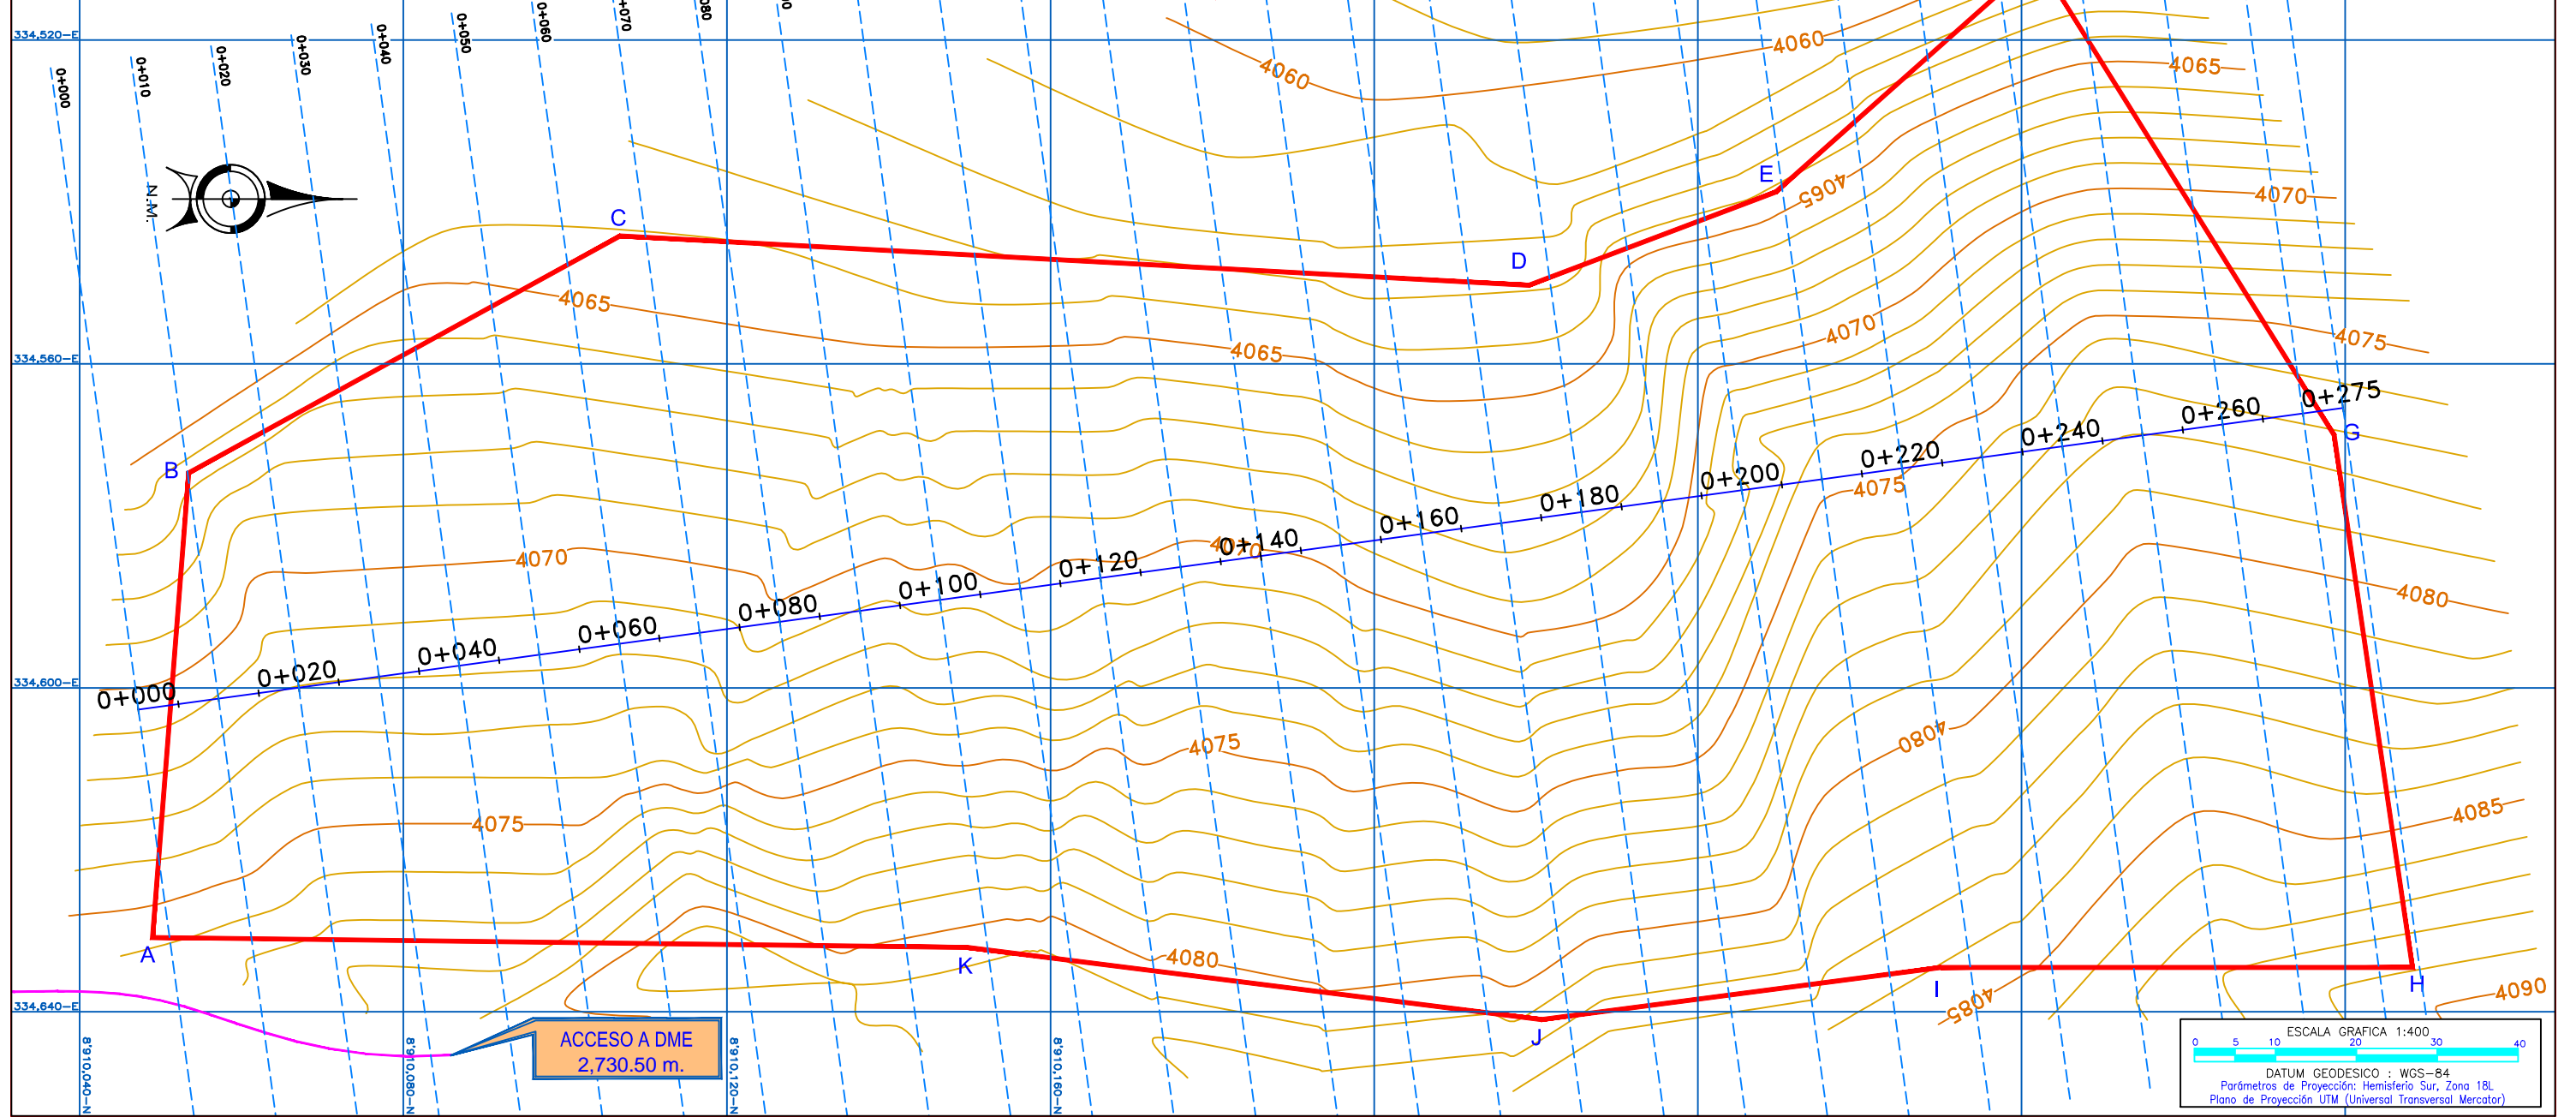 334,520-E
0+000
0+010
0+020
0+030
0+040
0+050
0+060
0+070
4060
4060
4065
N.M.
E
4065
4070
C
D
4065
4070
4075
334,560-E
4065
0+275
0+260
G
0+240
0+220
B
0+200
4075
0+180
0+160
4070
0+140
4070
0+120
0+100
4080
0+080
0+060
0+040
334,600-E
0+020
0+000
4080
4075
4085
4075
A
K
4080
I
H
4090
4085
334,640-E
J
ACCESO A DME
2,730.50 m.
8'910,040-N
8'910,080-N
8'910,120-N
8'910,160-N
ESCALA GRAFICA 1:400
0 5 10 20 30 40
DATUM GEODESICO : WGS-84
Parámetros de Proyección: Hemisferio Sur, Zona 18L
Plano de Proyección UTM (Universal Transversal Mercator)